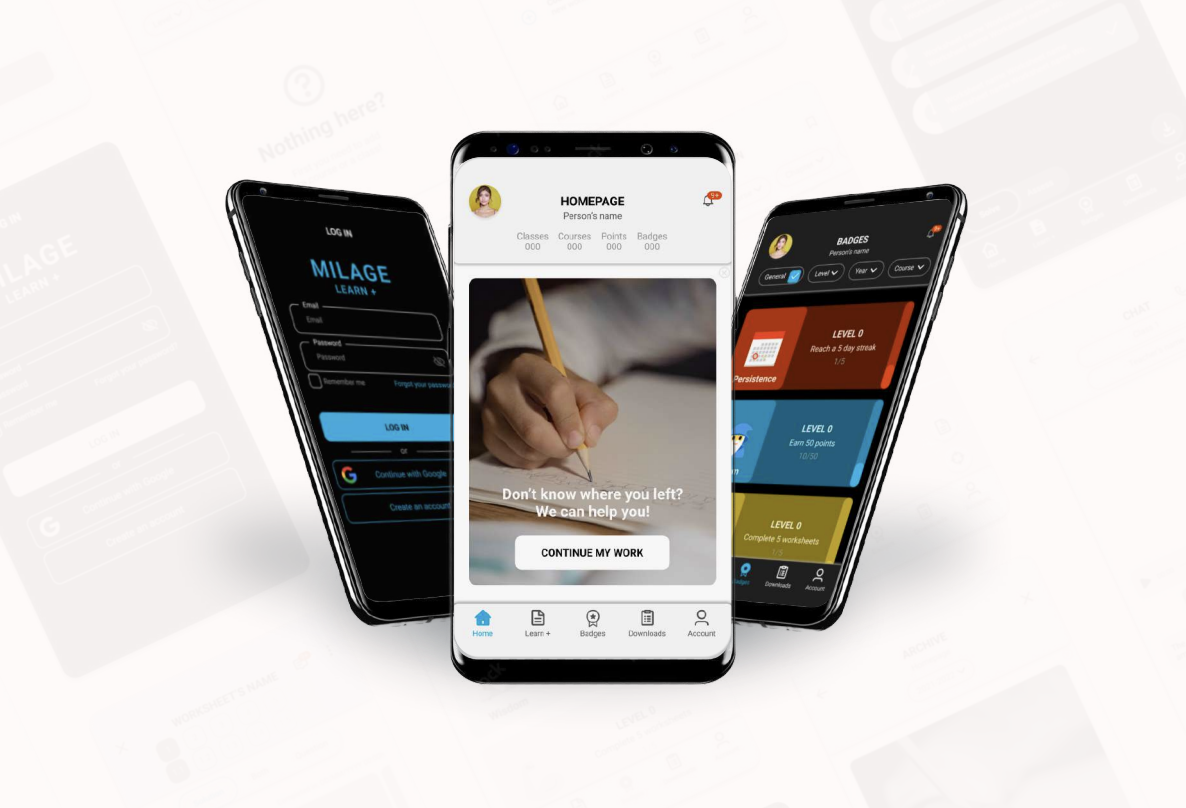 Nothing here?
LOG IN
MILAGE
LEARN +
Email
Email
Password
Password
Remember me
Forgot your
LOG IN
or
Continue with Google
Create an account
HOMEPAGE
Person's name
Classes Courses Points Badges
000 000 000 000
Don't know where you left?
We can help you!
CONTINUE MY WORK
Home Learn + Badges Downloads Account
BADGES
Person's name
General Level Year Course
LEVEL 0
Reach a 5 day streak
1/5
Persistence
LEVEL 0
Earn 50 points
10/50
LEVEL 0
Complete 5 worksheets
1/5
Badges Downloads Account
CHAT
WORKSHEET'S NAME
ARCHIVE
LEVEL 0